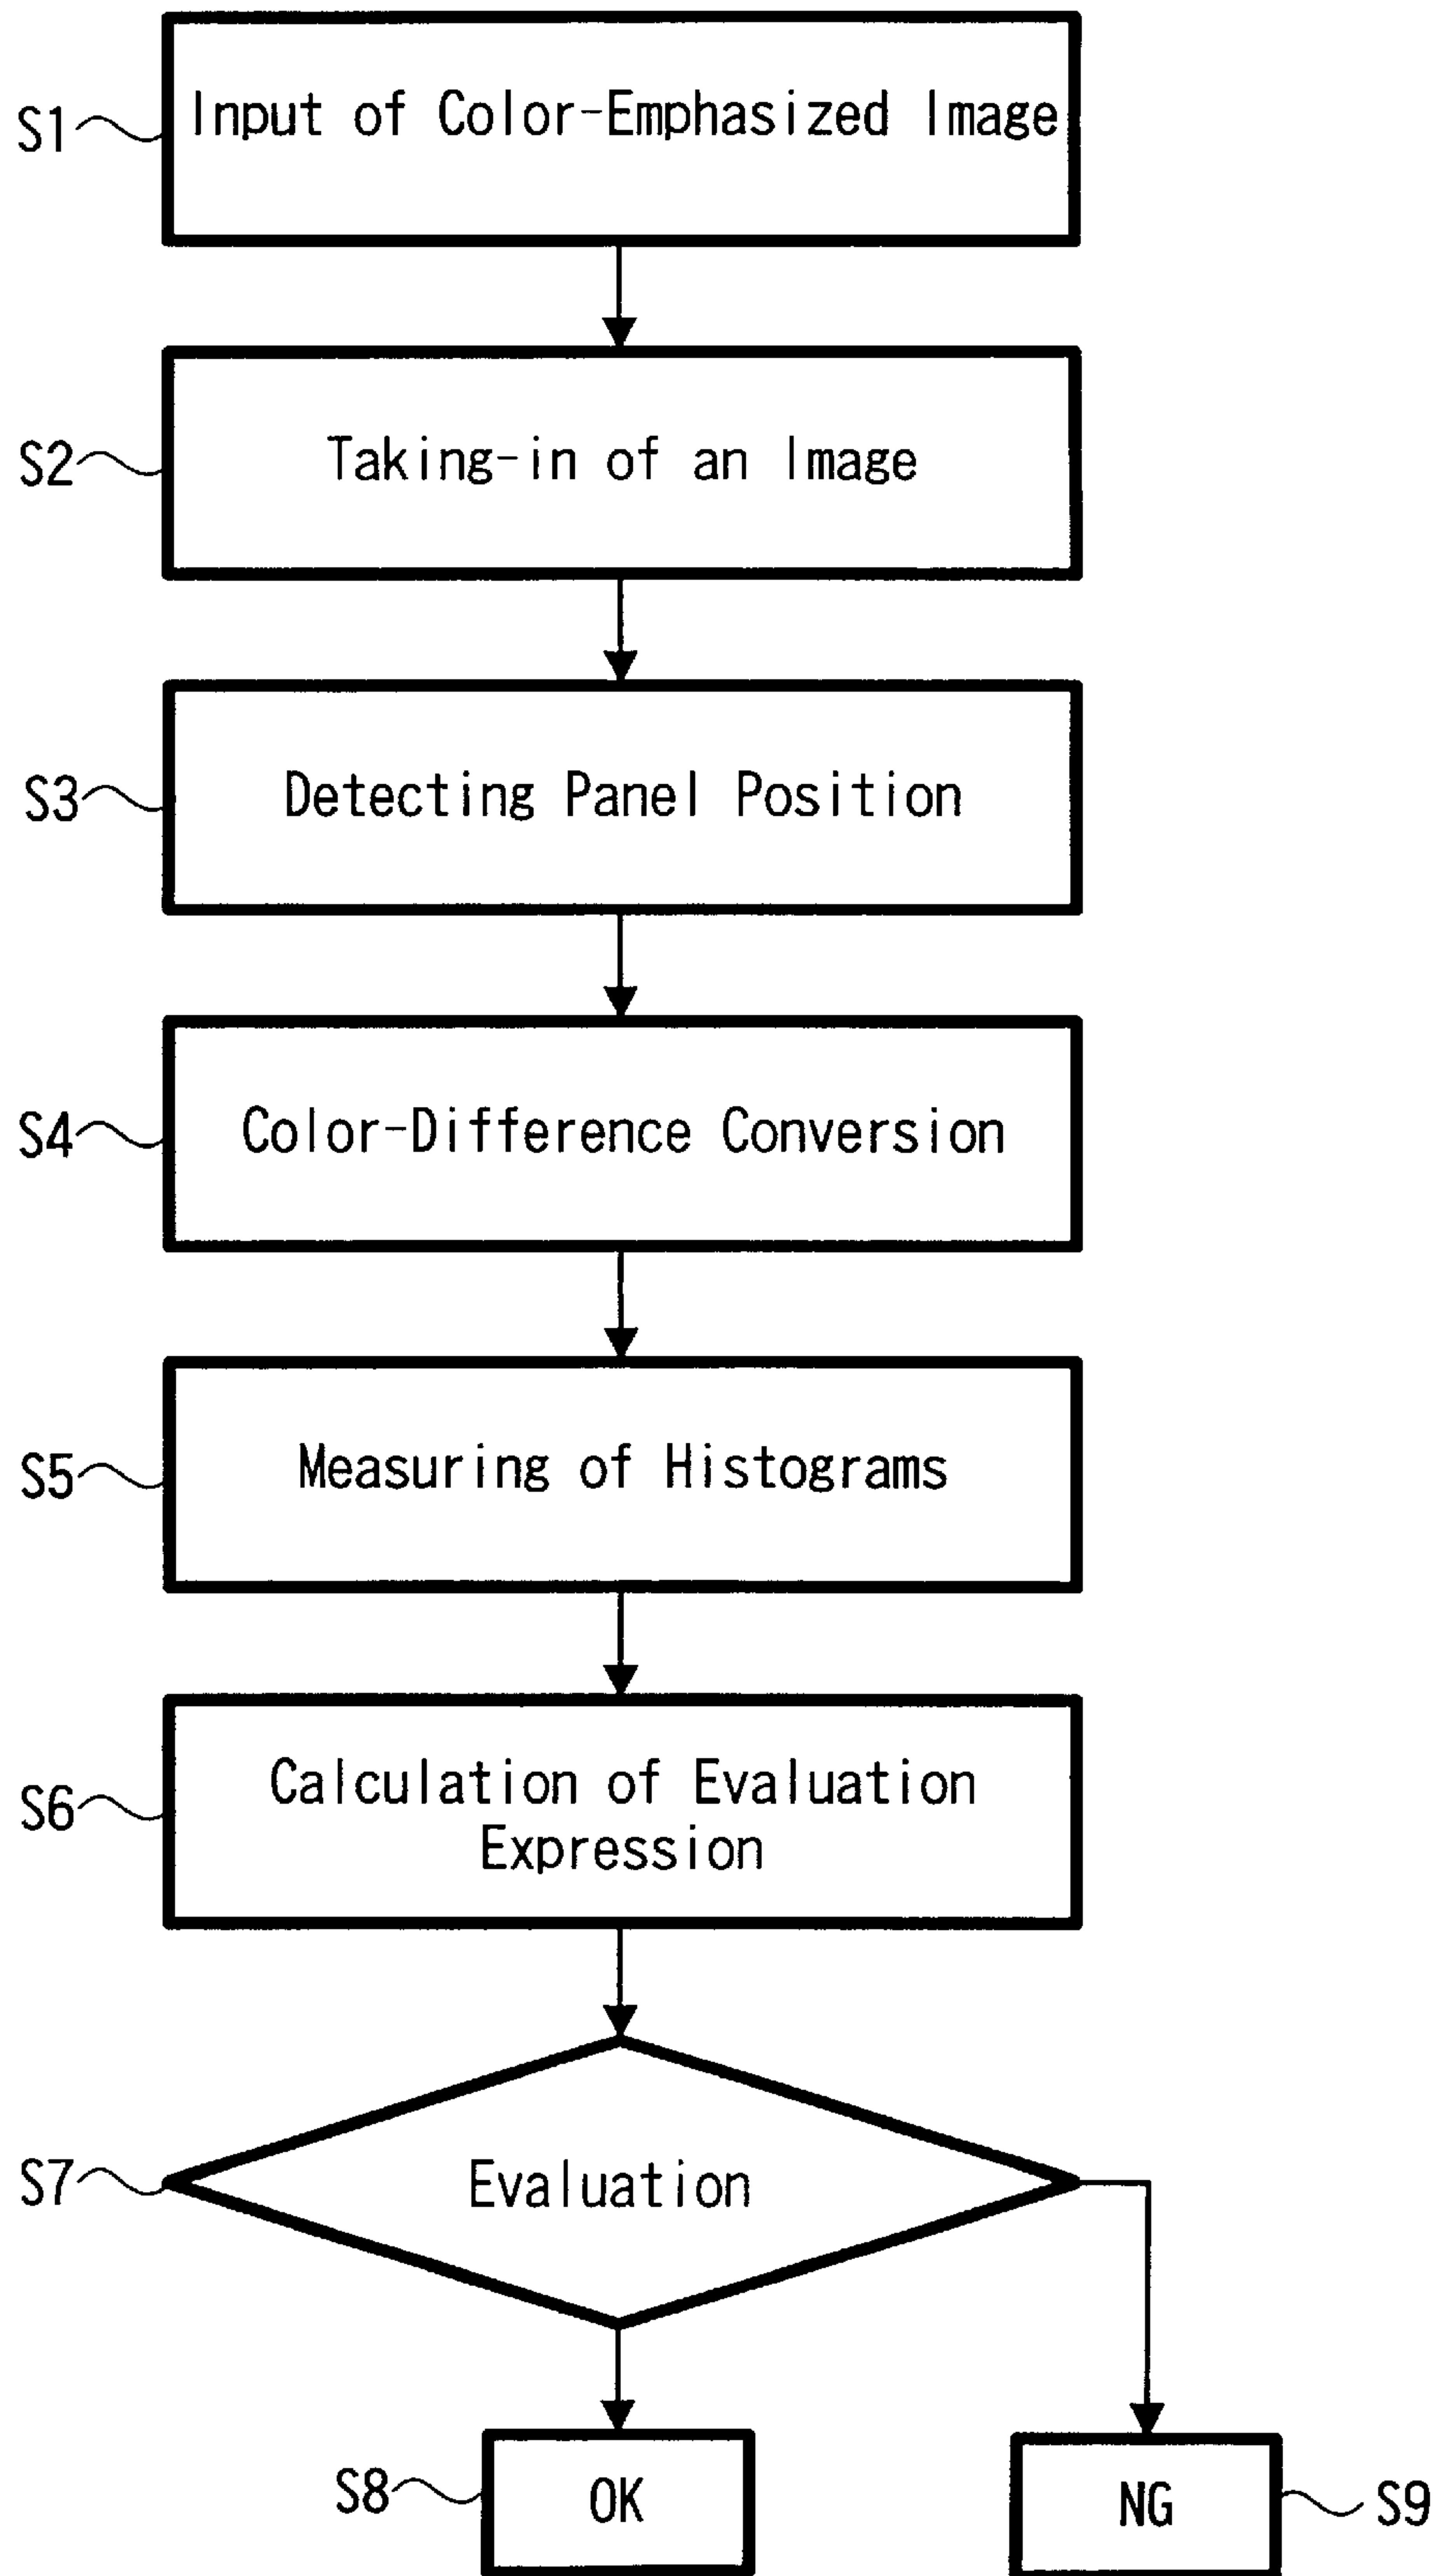 S1
Input of Color-Emphasized Image
S2
Taking-in of an Image
S3
Detecting Panel Position
S4
Color-Difference Conversion
S5
Measuring of Histograms
S6
Calculation of Evaluation
Expression
S7
Evaluation
S8
OK
NG
S9